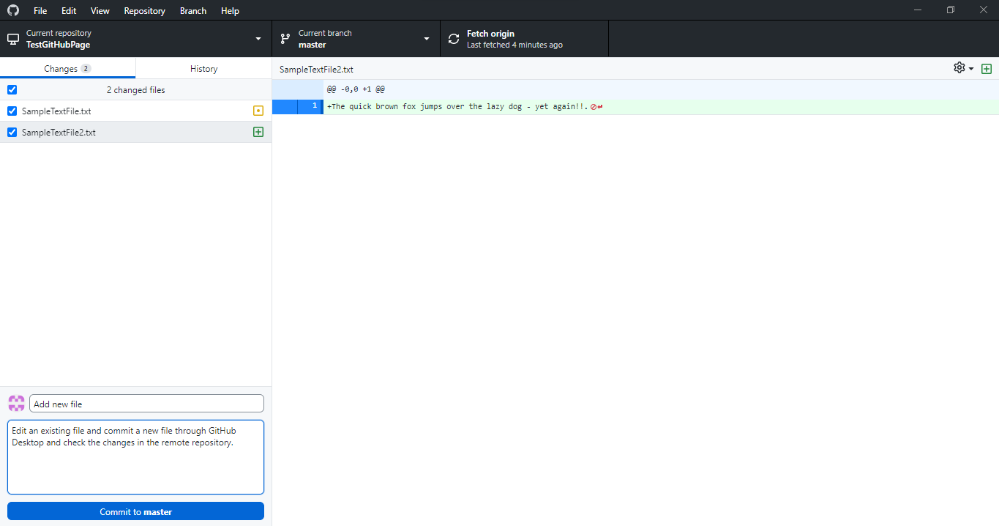 File Edit View Repository Branch Help
Current repository
TestGitHubPage
Current branch
master
Fetch origin
Last fetched 4 minutes ago
Changes 2
History
SampleTextFile2.txt
2 changed files
@@ -0,0 +1 @@
SampleTextFile.txt
1 +The quick brown fox jumps over the lazy dog - yet again!!.
SampleTextFile2.txt
Add new file
Edit an existing file and commit a new file through GitHub
Desktop and check the changes in the remote repository.
Commit to master